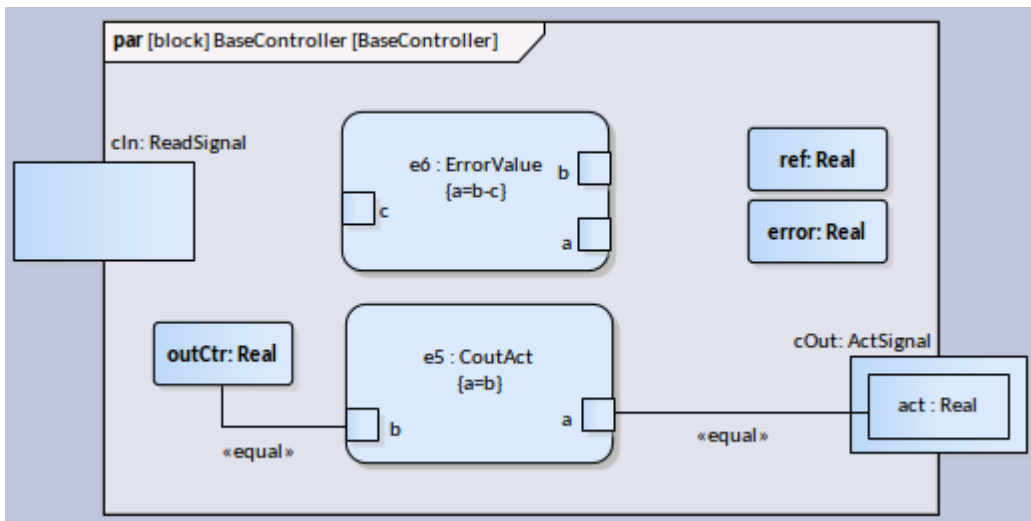 par [block] BaseController [BaseController]
cIn: ReadSignal
e6 : ErrorValue
{a=b-c}
b
c
a
ref: Real
error: Real
outCtr: Real
e5 : CoutAct
{a=b}
b
a
cOut: ActSignal
act : Real
«equal»
«equal»